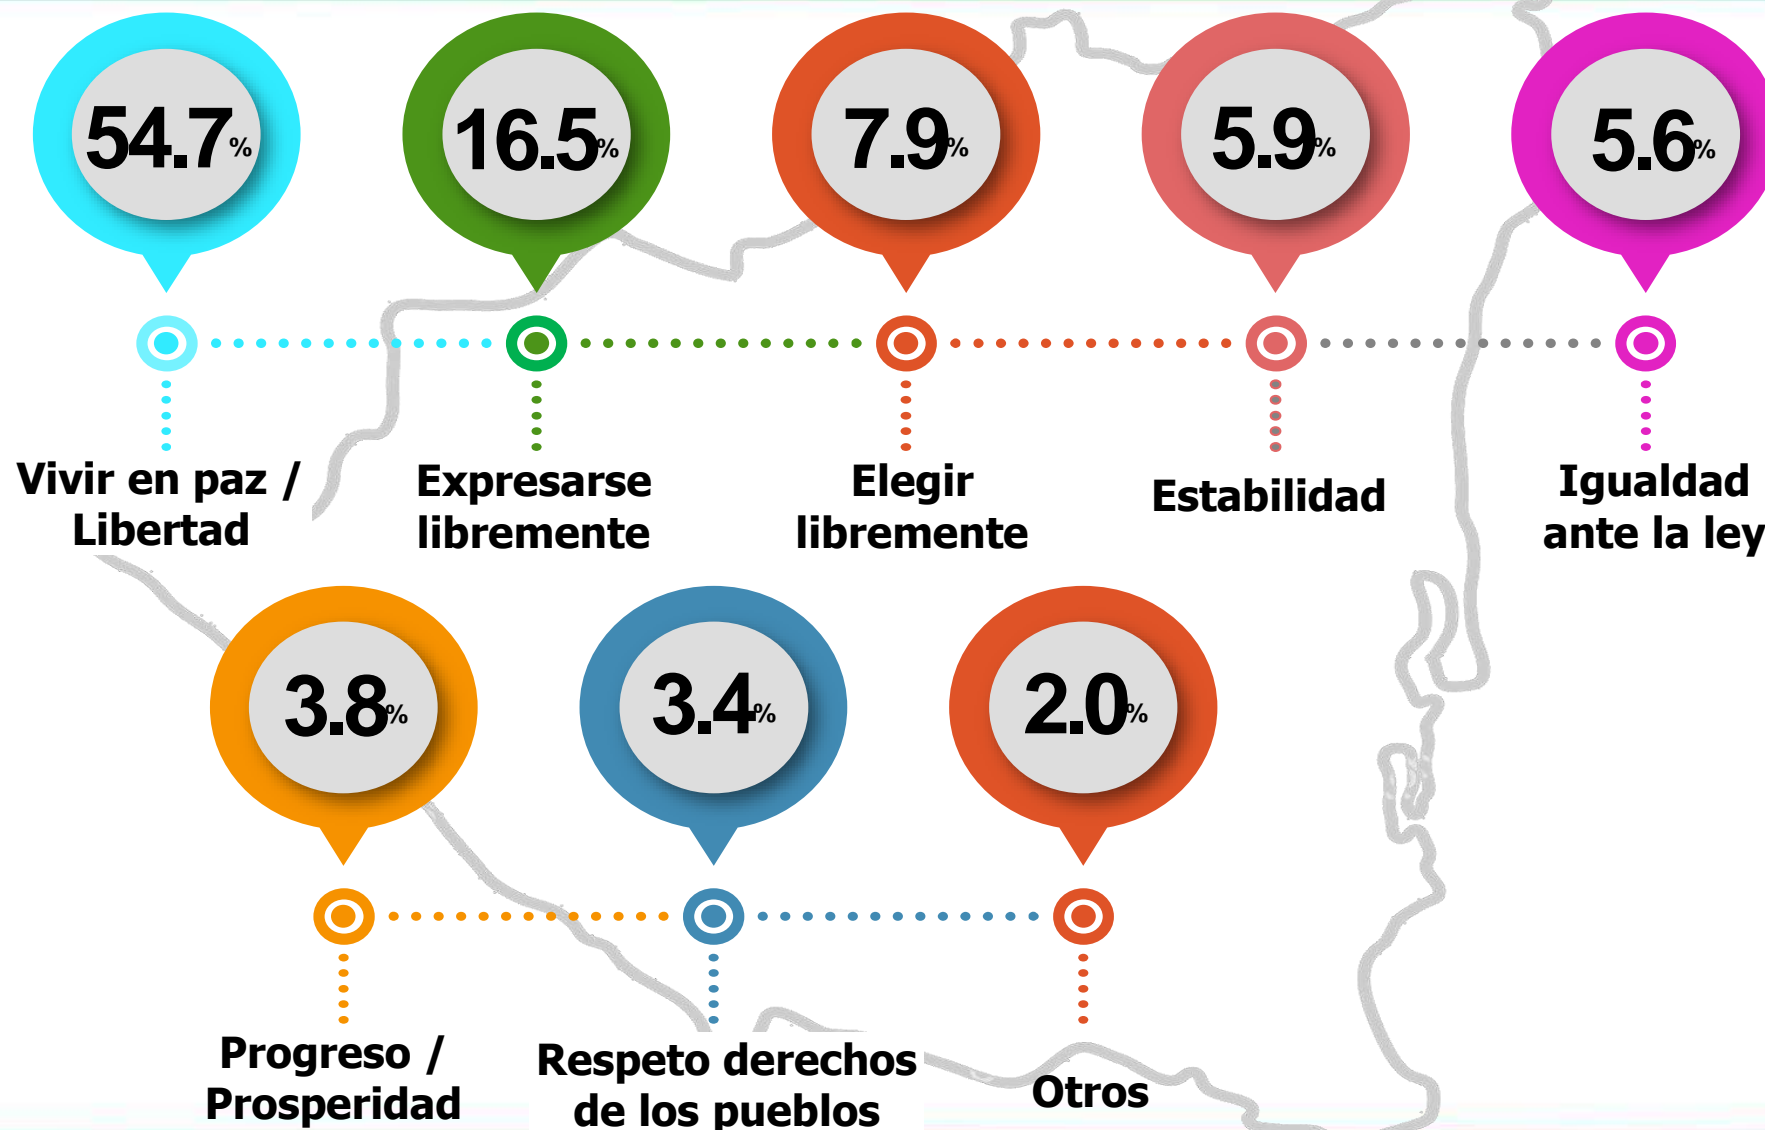 54.7%
16.5%
7.9%
5.9%
5.6%
Vivir en paz /
Libertad
Expresarse
libremente
Elegir
libremente
Estabilidad
Igualdad
ante la ley
3.8%
3.4%
2.0%
Progreso /
Prosperidad
Respeto derechos
de los pueblos
Otros